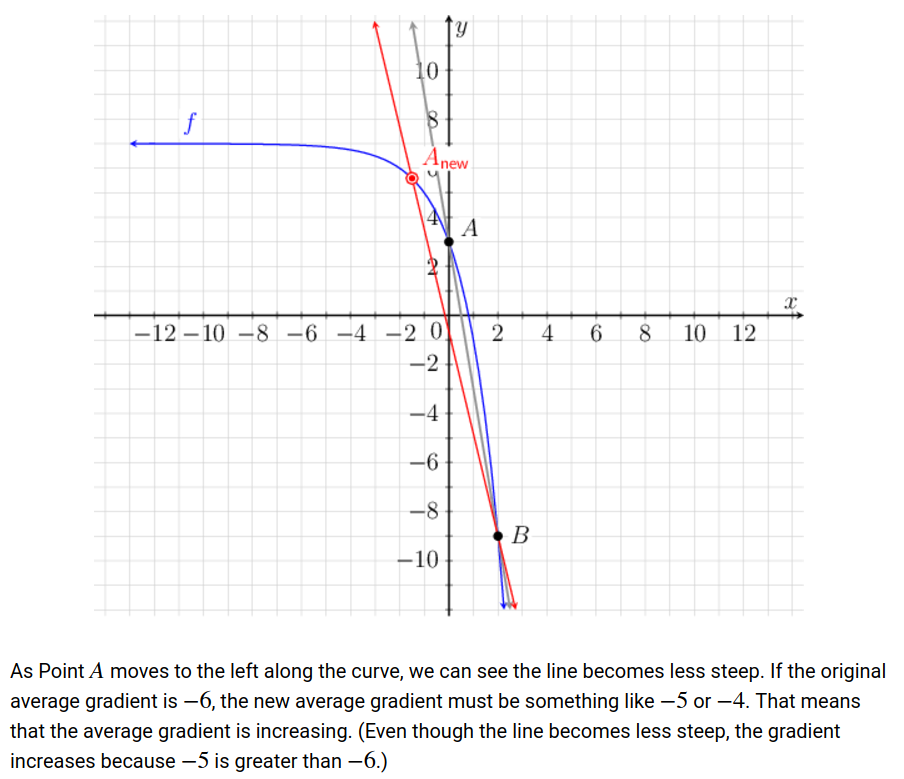 y
10
f
8
A new
6
4
A
2
x
−12 −10 −8 −6 −4 −2 0 2 4 6 8 10 12
−2
−4
−6
−8
B
−10
As Point A moves to the left along the curve, we can see the line becomes less steep. If the original
average gradient is −6, the new average gradient must be something like −5 or −4. That means
that the average gradient is increasing. (Even though the line becomes less steep, the gradient
increases because −5 is greater than −6.)